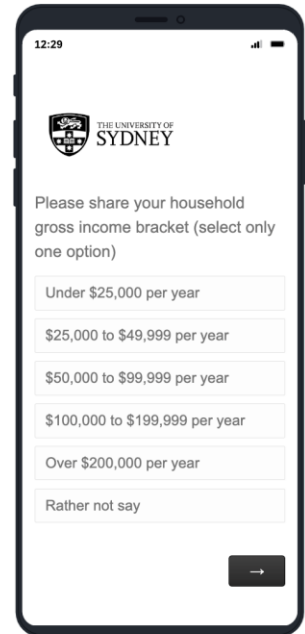 12:29
THE UNIVERSITY OF
SYDNEY
Please share your household
gross income bracket (select only
one option)
Under $25,000 per year
$25,000 to $49,999 per year
$50,000 to $99,999 per year
$100,000 to $199,999 per year
Over $200,000 per year
Rather not say
→